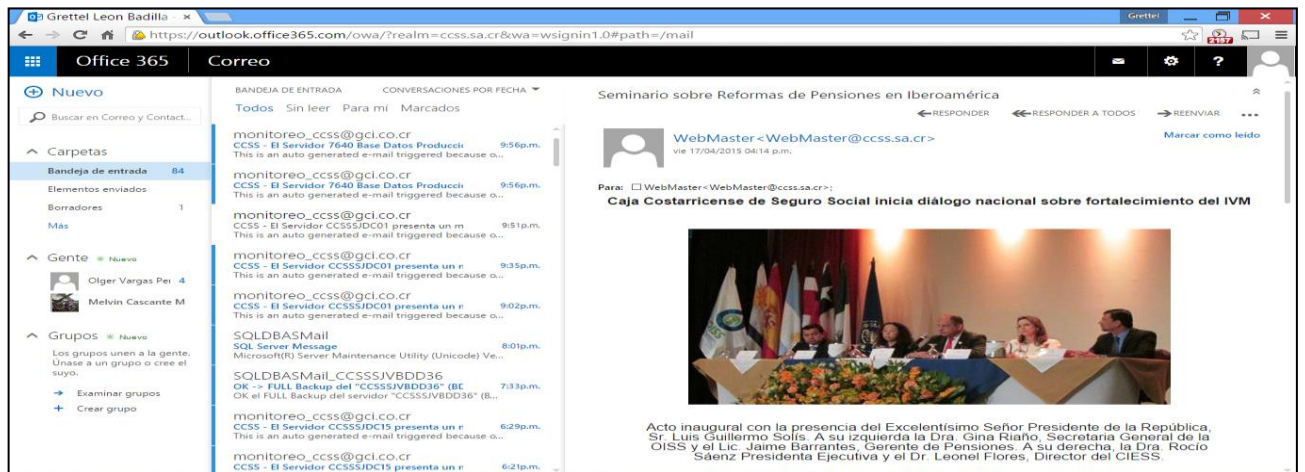 Grettel Leon Badilla -
Grettel
https://outlook.office365.com/owa/?realm=ccss.sa.cr&wa=wsignin1.0#path=/mail
2197
Office 365
Correo
?
Nuevo
Buscar en Correo y Contact...
Carpetas
Bandeja de entrada 84
Elementos enviados
Borradores 1
Más
Gente Nuevo
Olger Vargas Per 4
Melvin Cascante M
Grupos Nuevo
Los grupos unen a la gente.
Únase a un grupo o cree el
suyo.
Examinar grupos
Crear grupo
BANDEJA DE ENTRADA CONVERSACIONES POR FECHA
Todos Sin leer Para mí Marcados
monitoreo_ccss@gci.co.cr
CCSS - El Servidor 7640 Base Datos Producció 9:56p.m.
This is an auto generated e-mail triggered because o...
monitoreo_ccss@gci.co.cr
CCSS - El Servidor 7640 Base Datos Producció 9:56p.m.
This is an auto generated e-mail triggered because o...
monitoreo_ccss@gci.co.cr
CCSS - El Servidor CCSSSJDC01 presenta un m 9:51p.m.
This is an auto generated e-mail triggered because o...
monitoreo_ccss@gci.co.cr
CCSS - El Servidor CCSSSJDC01 presenta un r 9:35p.m.
This is an auto generated e-mail triggered because o...
monitoreo_ccss@gci.co.cr
CCSS - El Servidor CCSSSJDC01 presenta un r 9:02p.m.
This is an auto generated e-mail triggered because o...
SQLDBASMail
SQL Server Message 8:01p.m.
Microsoft(R) Server Maintenance Utility (Unicode) Ve...
SQLDBASMail_CCSSSJVBDD36
OK -> FULL Backup del "CCSSSJVBDD36" (BE 7:33p.m.
OK el FULL Backup del servidor "CCSSSJVBDD36" (B...
monitoreo_ccss@gci.co.cr
CCSS - El Servidor CCSSSJDC15 presenta un r 6:29p.m.
This is an auto generated e-mail triggered because o...
monitoreo_ccss@gci.co.cr
CCSS - El Servidor CCSSSJDC15 presenta un r 6:21p.m.
Seminario sobre Reformas de Pensiones en Iberoamérica
RESPONDER RESPONDER A TODOS REENVIAR ...
WebMaster<WebMaster@ccss.sa.cr>
Marcar como leído
vie 17/04/2015 04:14 p.m.
Para: WebMaster<WebMaster@ccss.sa.cr>;
Caja Costarricense de Seguro Social inicia diálogo nacional sobre fortalecimiento del IVM
OISS
Acto inaugural con la presencia del Excelentísimo Señor Presidente de la República,
Sr. Luis Guillermo Solís. A su izquierda la Dra. Gina Riaño, Secretaria General de la
OISS y el Lic. Jaime Barrantes, Gerente de Pensiones. A su derecha, la Dra. Rocío
Sáenz Presidenta Ejecutiva y el Dr. Leonel Flores, Director del CIESS.